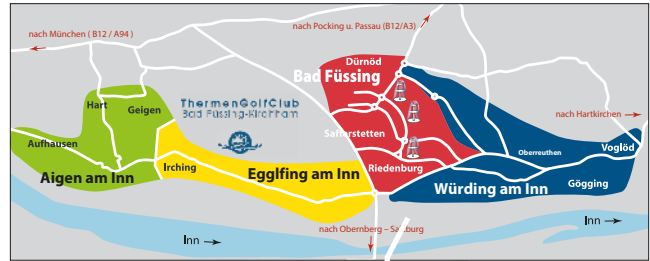 nach Pocking u. Passau (B12/A3)
nach München ( B12 / A94 )
Dürnöd
Bad Füssing
Hart
Geigen
ThermenGolfClub
Bad Füssing-Kirchham
nach Hartkirchen
Aufhausen
Safferstetten
Voglöd
Oberreuthen
Irching
Aigen am Inn
Egglfing am Inn
Riedenburg
Würding am Inn
Gögging
nach Obernberg – Salzburg
Inn
Inn